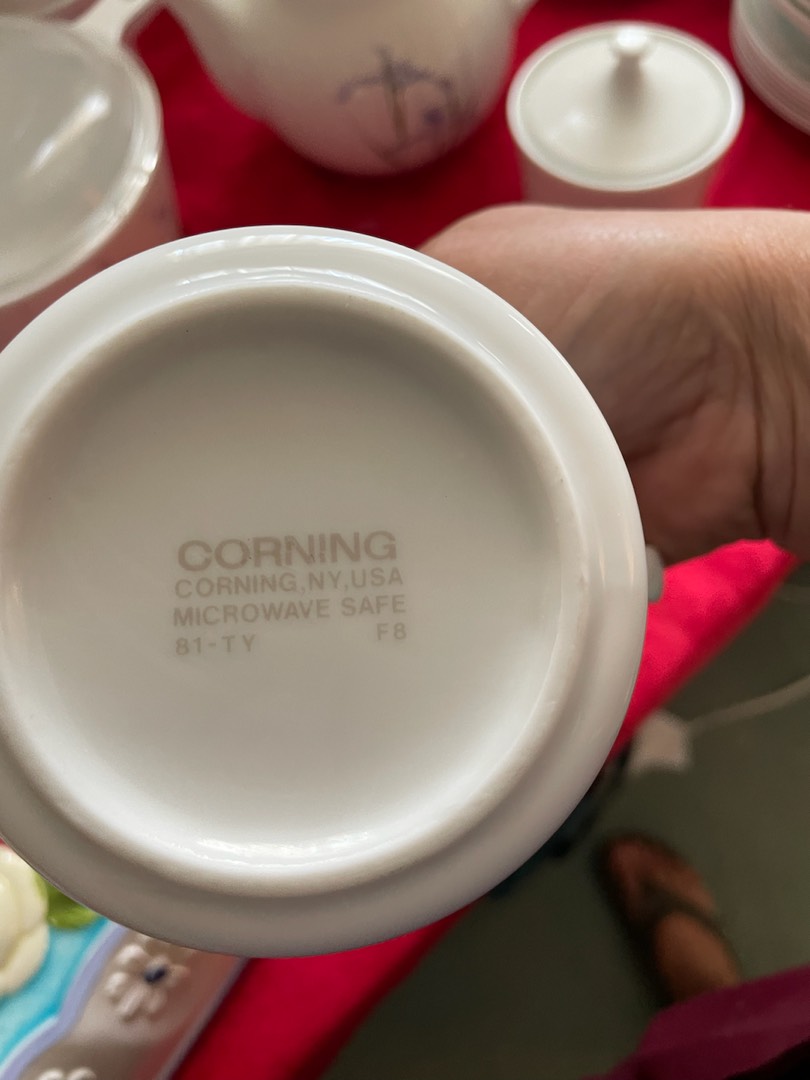 CORNING
CORNING,NY,USA
MICROWAVE SAFE
81-TY F8